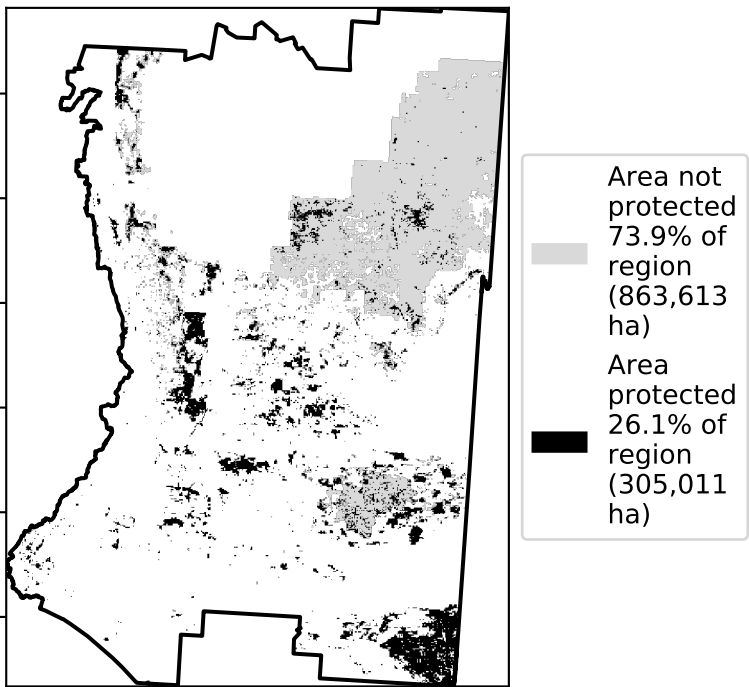 Area not
protected
73.9% of
region
(863,613
ha)
Area
protected
26.1% of
region
(305,011
ha)